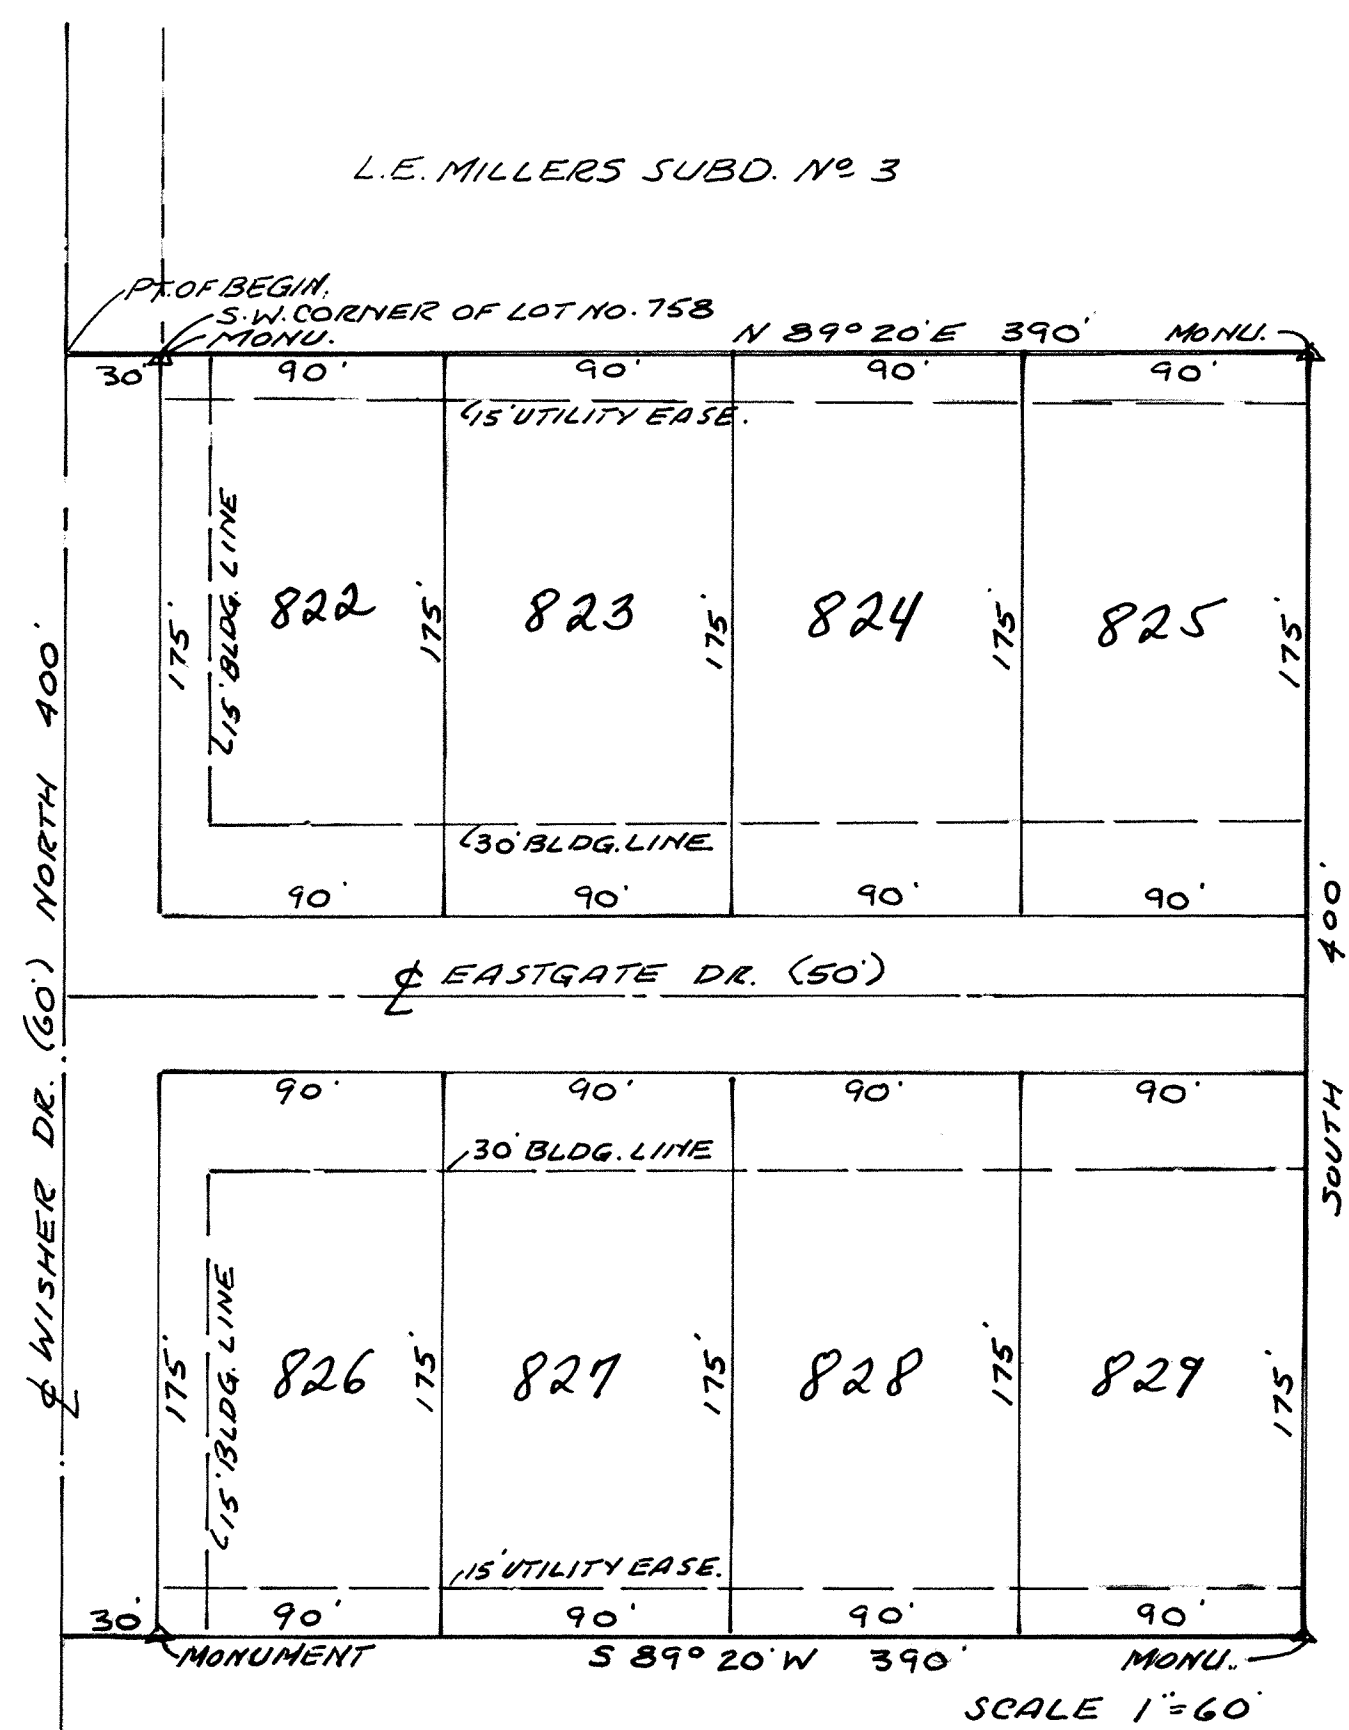 L.E. MILLERS SUBD. Nº 3
PT. OF BEGIN.
S.W. CORNER OF LOT NO. 758
MONU.
N 89° 20' E 390'
MONU.
30'
90'
90'
90'
90'
15' UTILITY EASE.
175'
15' BLDG. LINE
822
175'
823
175'
824
175'
825
175'
30' BLDG. LINE
90'
90'
90'
90'
℄ EASTGATE DR. (50')
℄ WISHER DR. (60') NORTH 400'
SOUTH 400'
90'
90'
90'
90'
30' BLDG. LINE
175'
15' BLDG. LINE
826
175'
827
175'
828
175'
829
175'
15' UTILITY EASE.
30'
90'
90'
90'
90'
MONUMENT
S 89° 20' W 390'
MONU.
SCALE 1"=60'